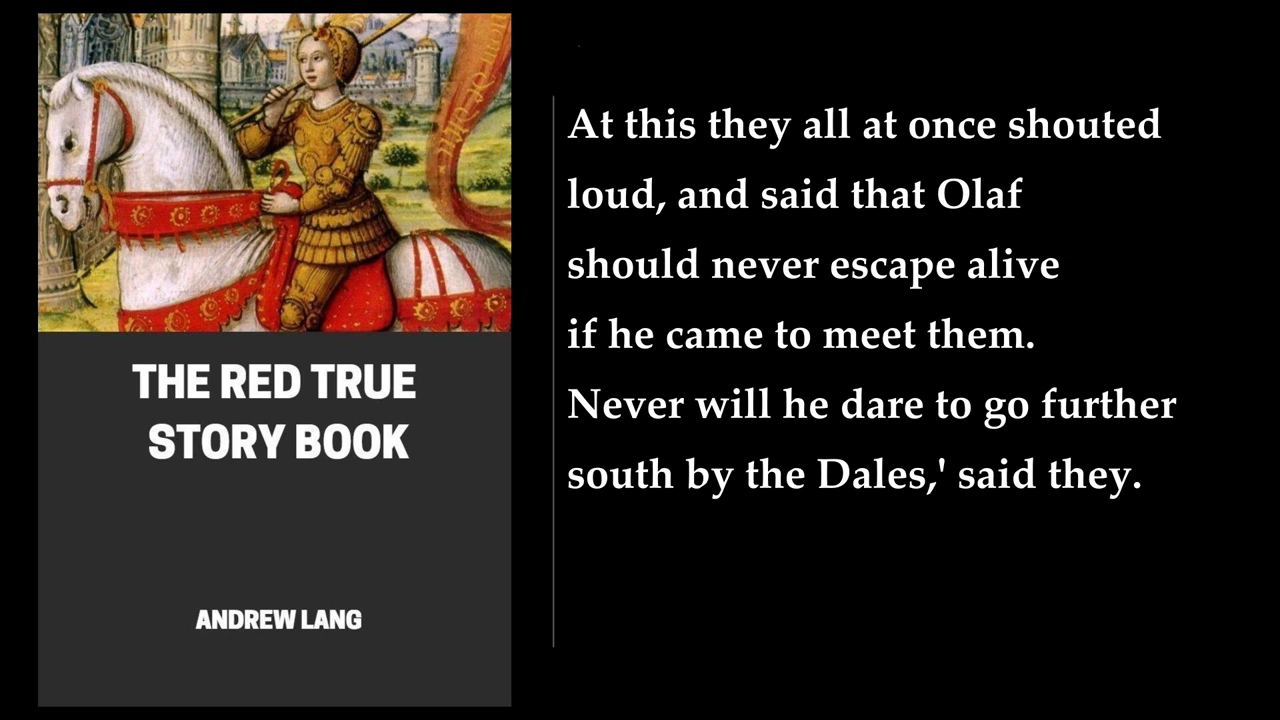 THE RED TRUE
STORY BOOK
ANDREW LANG
At this they all at once shouted
loud, and said that Olaf
should never escape alive
if he came to meet them.
Never will he dare to go further
south by the Dales,' said they.